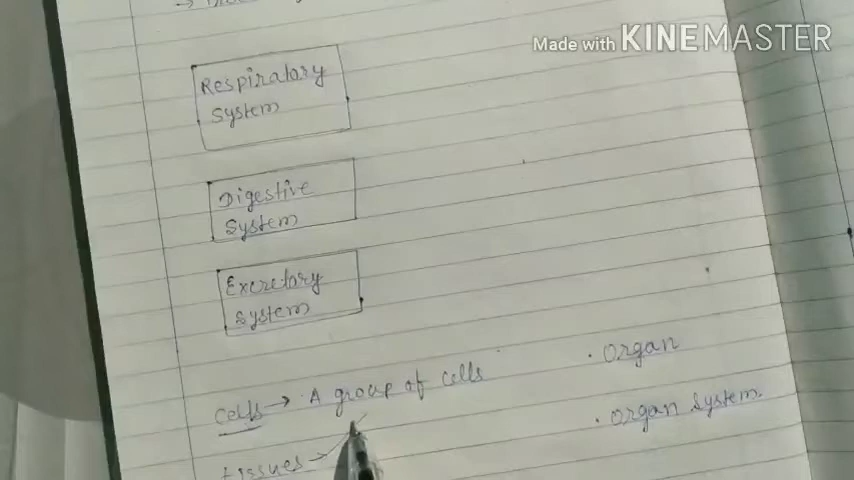 Made with KINEMASTER
Respiratory
System
Digestive
System
Excretory
System
Cells → A group of cells
tissues →
• Organ
• Organ System